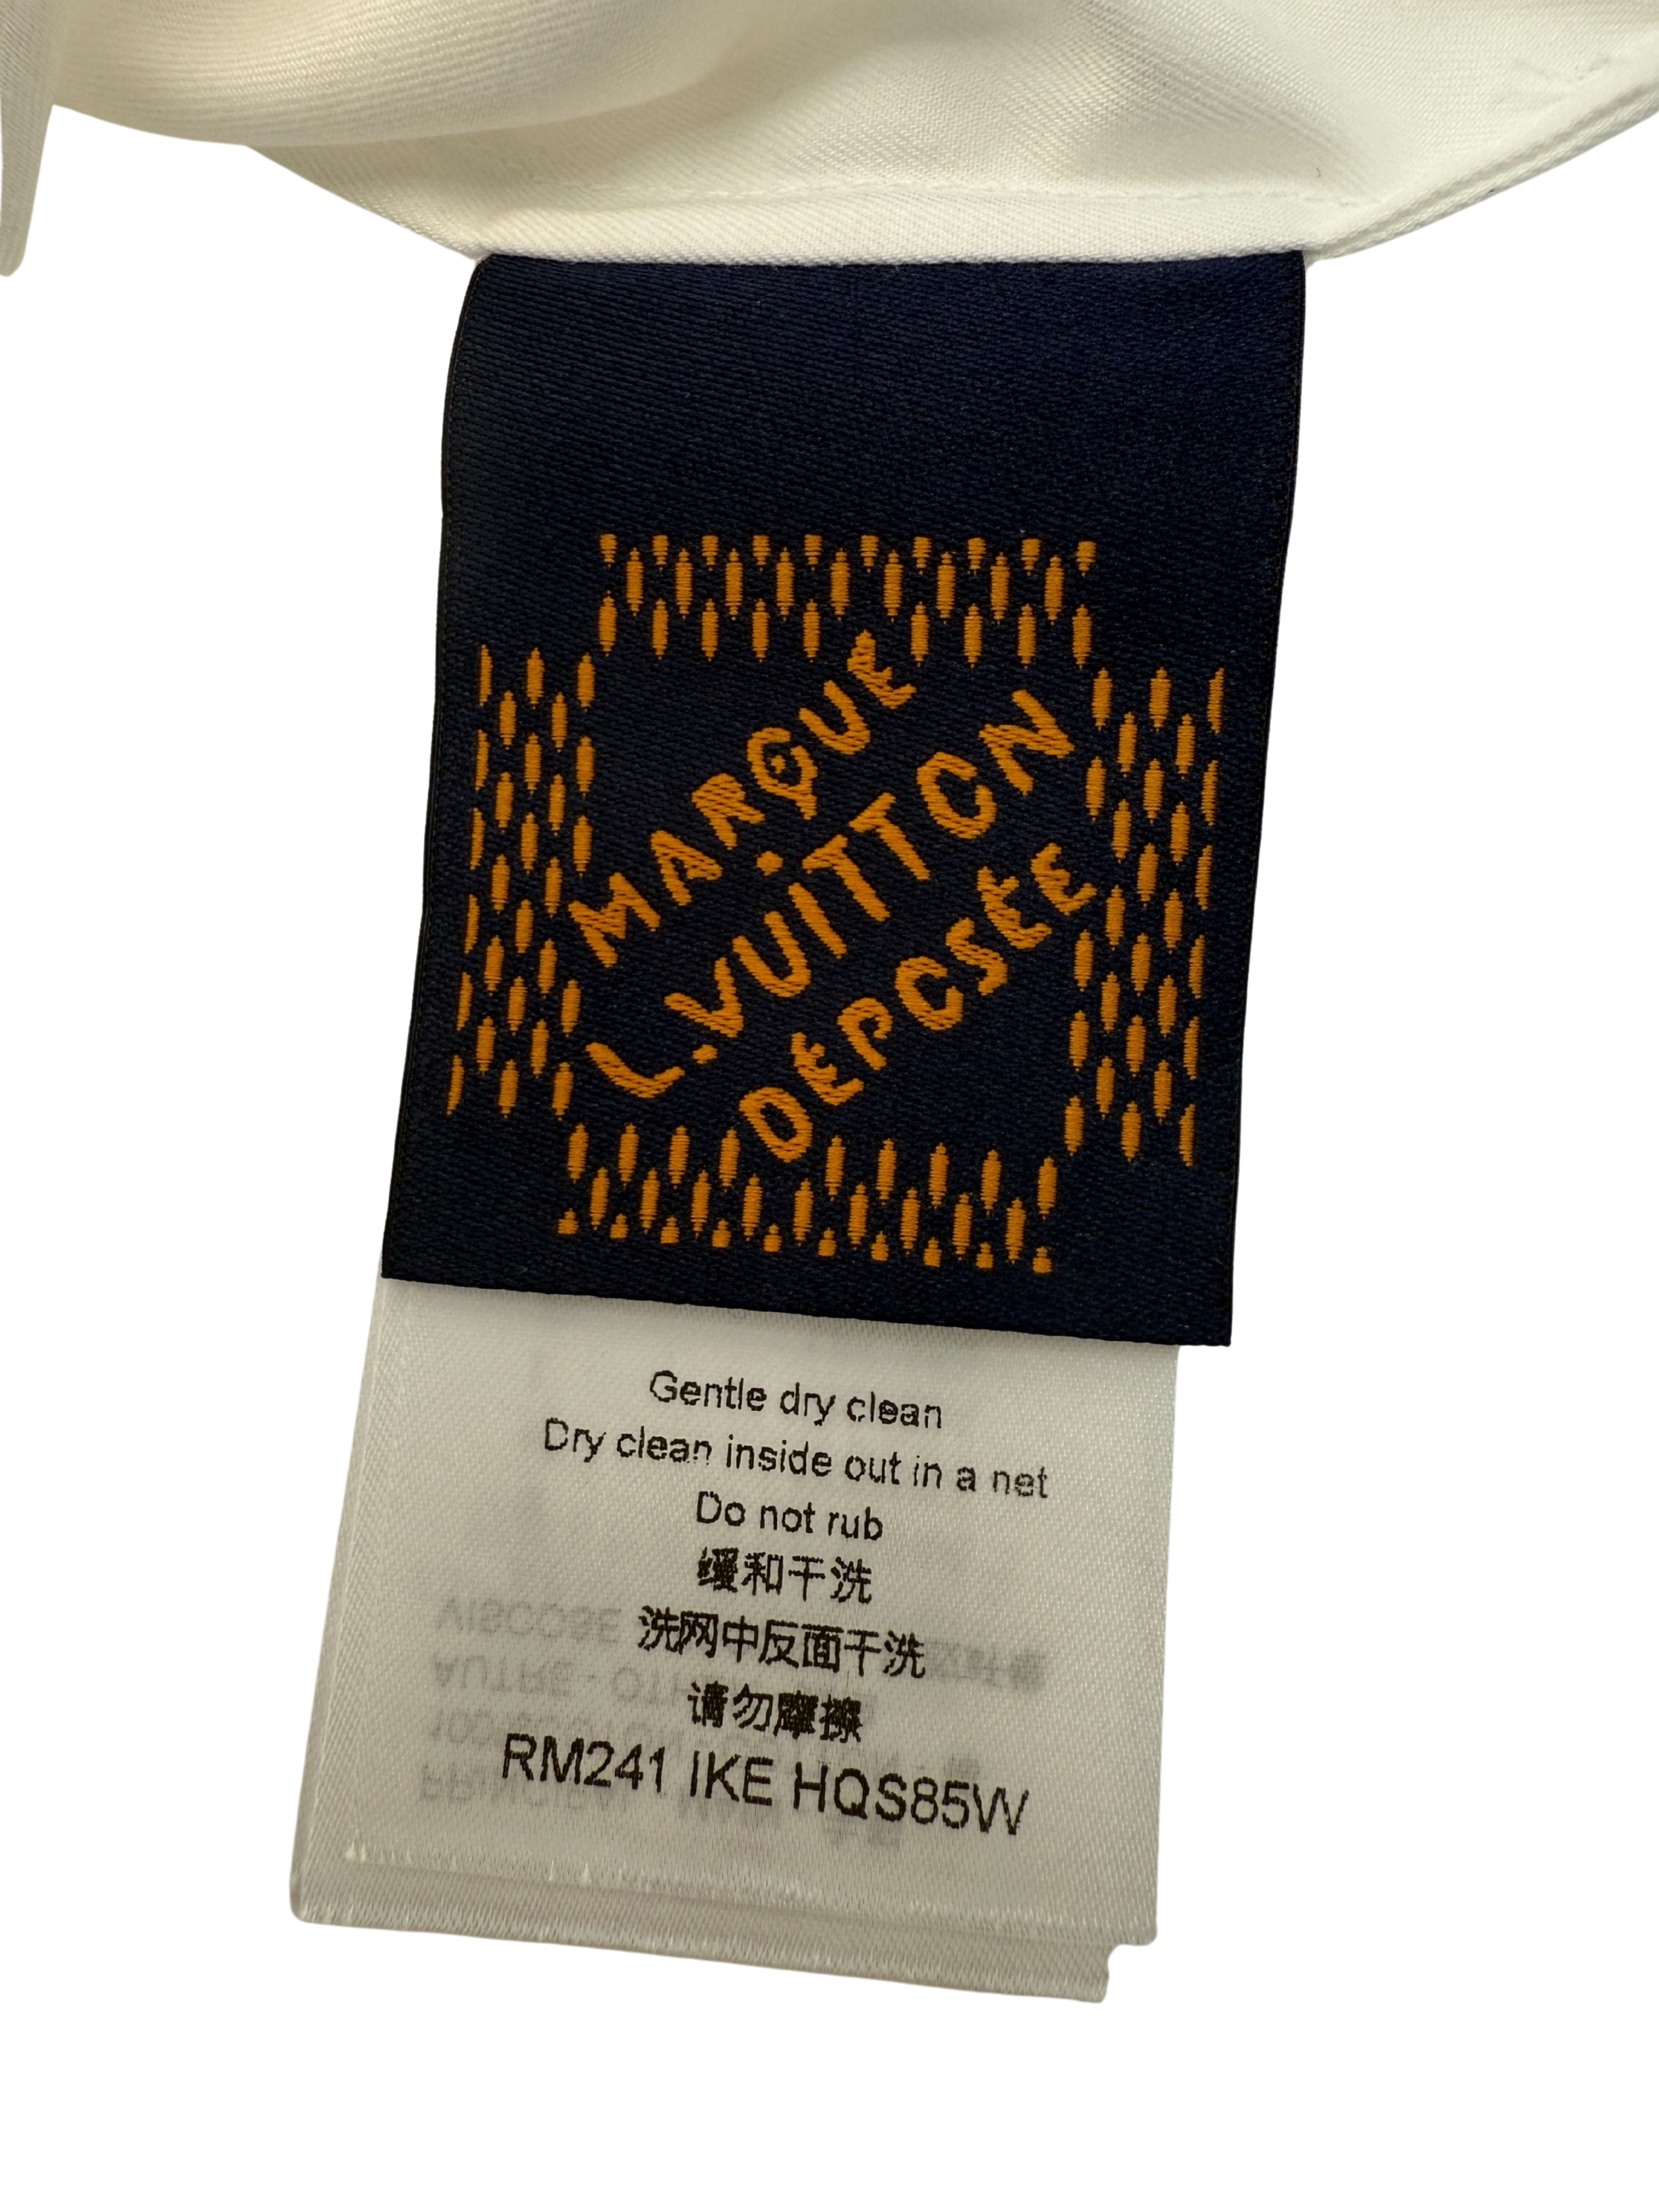 MARQUE
L.VUITTON
DÉPOSÉE
Gentle dry clean
Dry clean inside out in a net
Do not rub
缓和干洗
洗网中反面干洗
请勿摩擦
RM241 IKE HQS85W